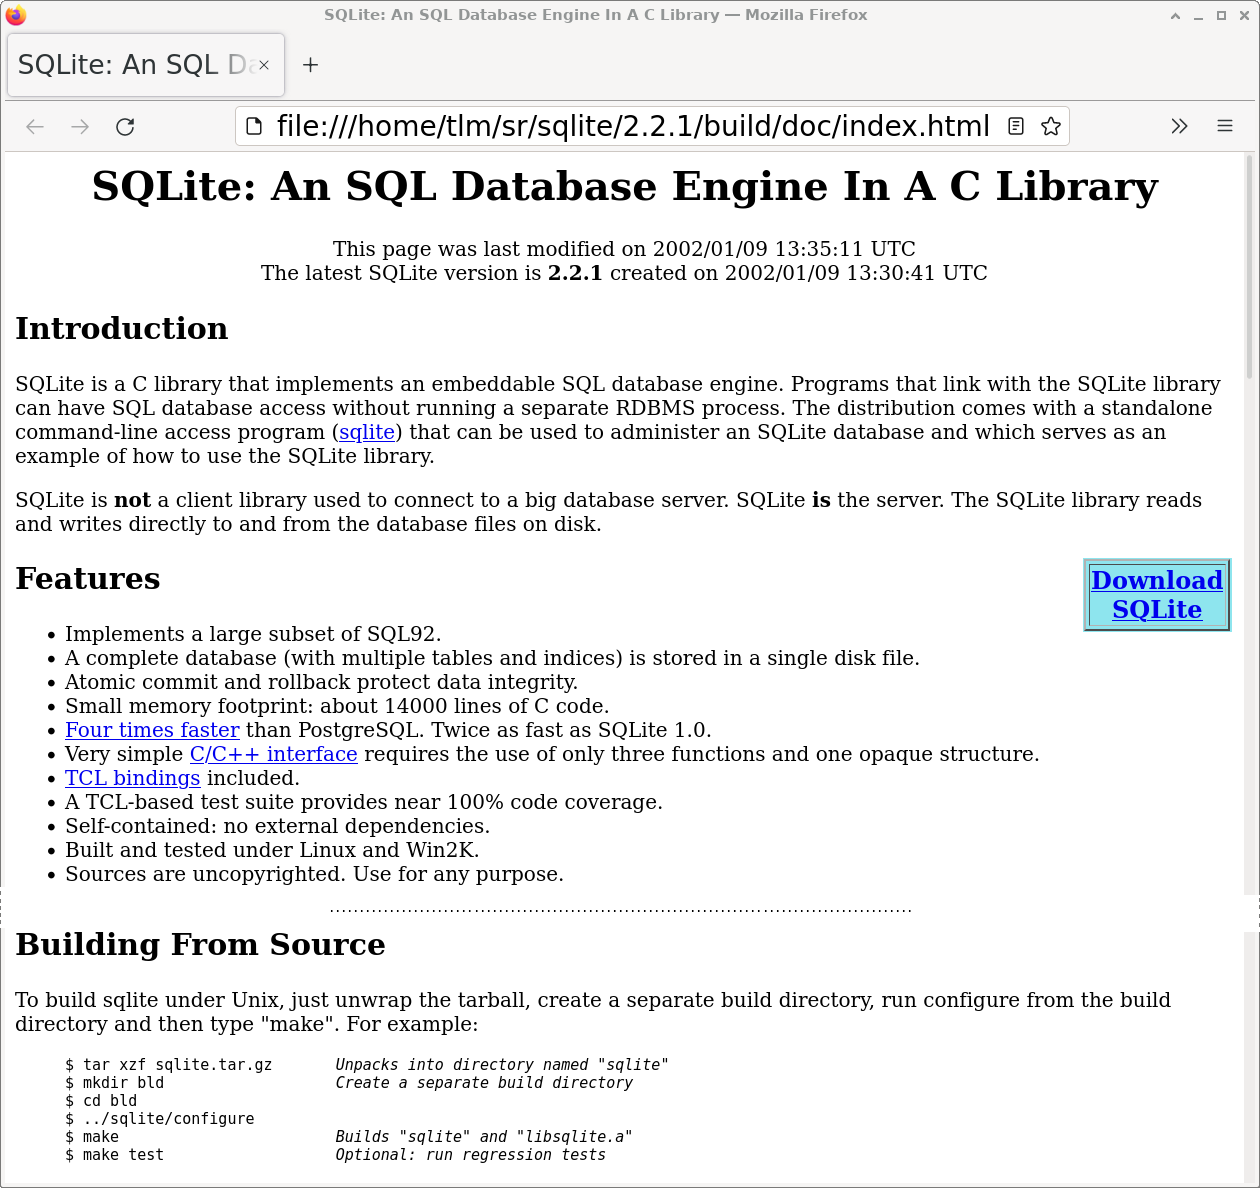 SQLite: An SQL Database Engine In A C Library — Mozilla Firefox
SQLite: An SQL Da
file:///home/tlm/sr/sqlite/2.2.1/build/doc/index.html
SQLite: An SQL Database Engine In A C Library
This page was last modified on 2002/01/09 13:35:11 UTC
The latest SQLite version is 2.2.1 created on 2002/01/09 13:30:41 UTC
Introduction
SQLite is a C library that implements an embeddable SQL database engine. Programs that link with the SQLite library
can have SQL database access without running a separate RDBMS process. The distribution comes with a standalone
command-line access program (sqlite) that can be used to administer an SQLite database and which serves as an
example of how to use the SQLite library.
SQLite is not a client library used to connect to a big database server. SQLite is the server. The SQLite library reads
and writes directly to and from the database files on disk.
Features
Download
SQLite
• Implements a large subset of SQL92.
• A complete database (with multiple tables and indices) is stored in a single disk file.
• Atomic commit and rollback protect data integrity.
• Small memory footprint: about 14000 lines of C code.
• Four times faster than PostgreSQL. Twice as fast as SQLite 1.0.
• Very simple C/C++ interface requires the use of only three functions and one opaque structure.
• TCL bindings included.
• A TCL-based test suite provides near 100% code coverage.
• Self-contained: no external dependencies.
• Built and tested under Linux and Win2K.
• Sources are uncopyrighted. Use for any purpose.
Building From Source
To build sqlite under Unix, just unwrap the tarball, create a separate build directory, run configure from the build
directory and then type "make". For example:
$ tar xzf sqlite.tar.gz       Unpacks into directory named "sqlite"
$ mkdir bld                   Create a separate build directory
$ cd bld
$ ../sqlite/configure
$ make                        Builds "sqlite" and "libsqlite.a"
$ make test                   Optional: run regression tests